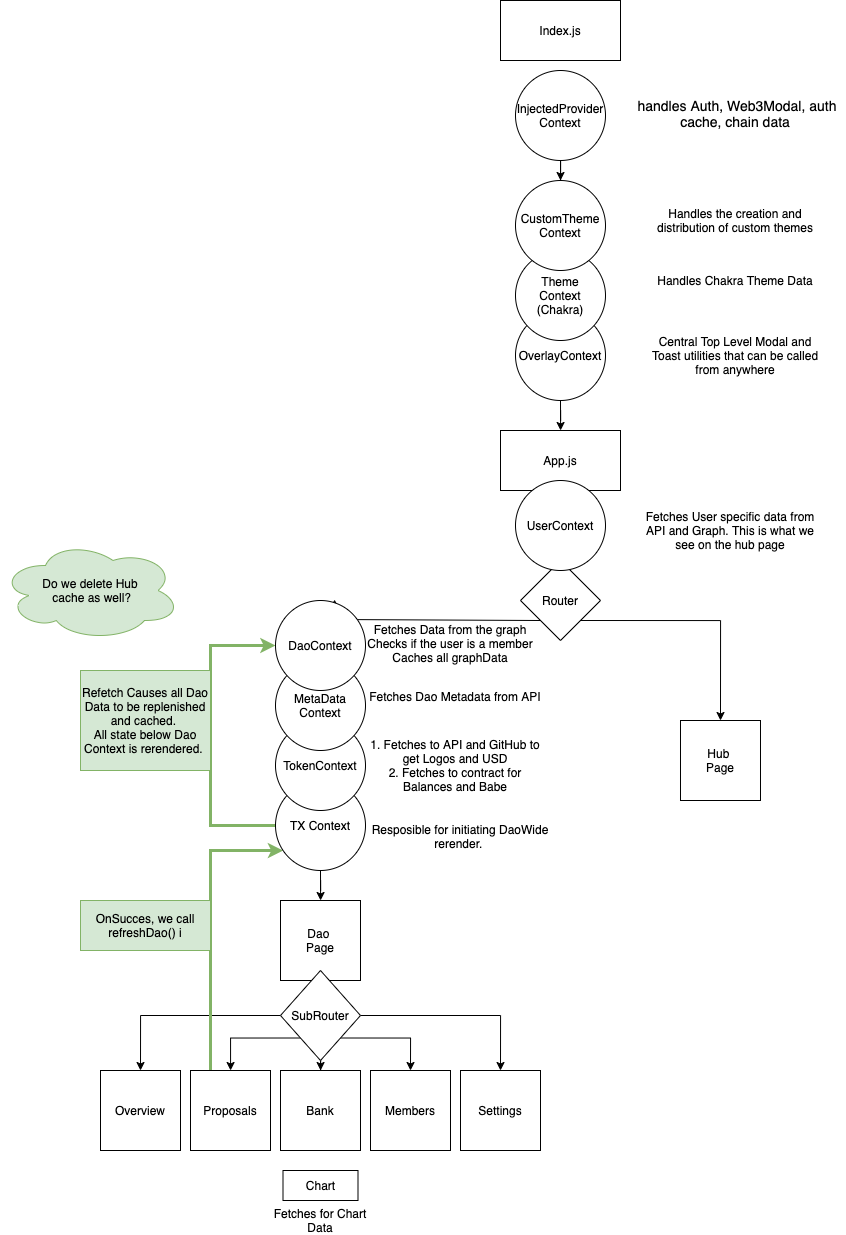 Index.js
InjectedProvider
Context
handles Auth, Web3Modal, auth
cache, chain data
CustomTheme
Context
Handles the creation and
distribution of custom themes
Theme
Context
(Chakra)
Handles Chakra Theme Data
OverlayContext
Central Top Level Modal and
Toast utilities that can be called
from anywhere
App.js
UserContext
Fetches User specific data from
API and Graph. This is what we
see on the hub page
Router
Do we delete Hub
cache as well?
DaoContext
Fetches Data from the graph
Checks if the user is a member
Caches all graphData
Refetch Causes all Dao
Data to be replenished
and cached.
All state below Dao
Context is rerendered.
MetaData
Context
Fetches Dao Metadata from API
TokenContext
1. Fetches to API and GitHub to
get Logos and USD
2. Fetches to contract for
Balances and Babe
Hub
Page
TX Context
Resposible for initiating DaoWide
rerender.
OnSucces, we call
refreshDao() i
Dao
Page
SubRouter
Overview
Proposals
Bank
Members
Settings
Chart
Fetches for Chart
Data